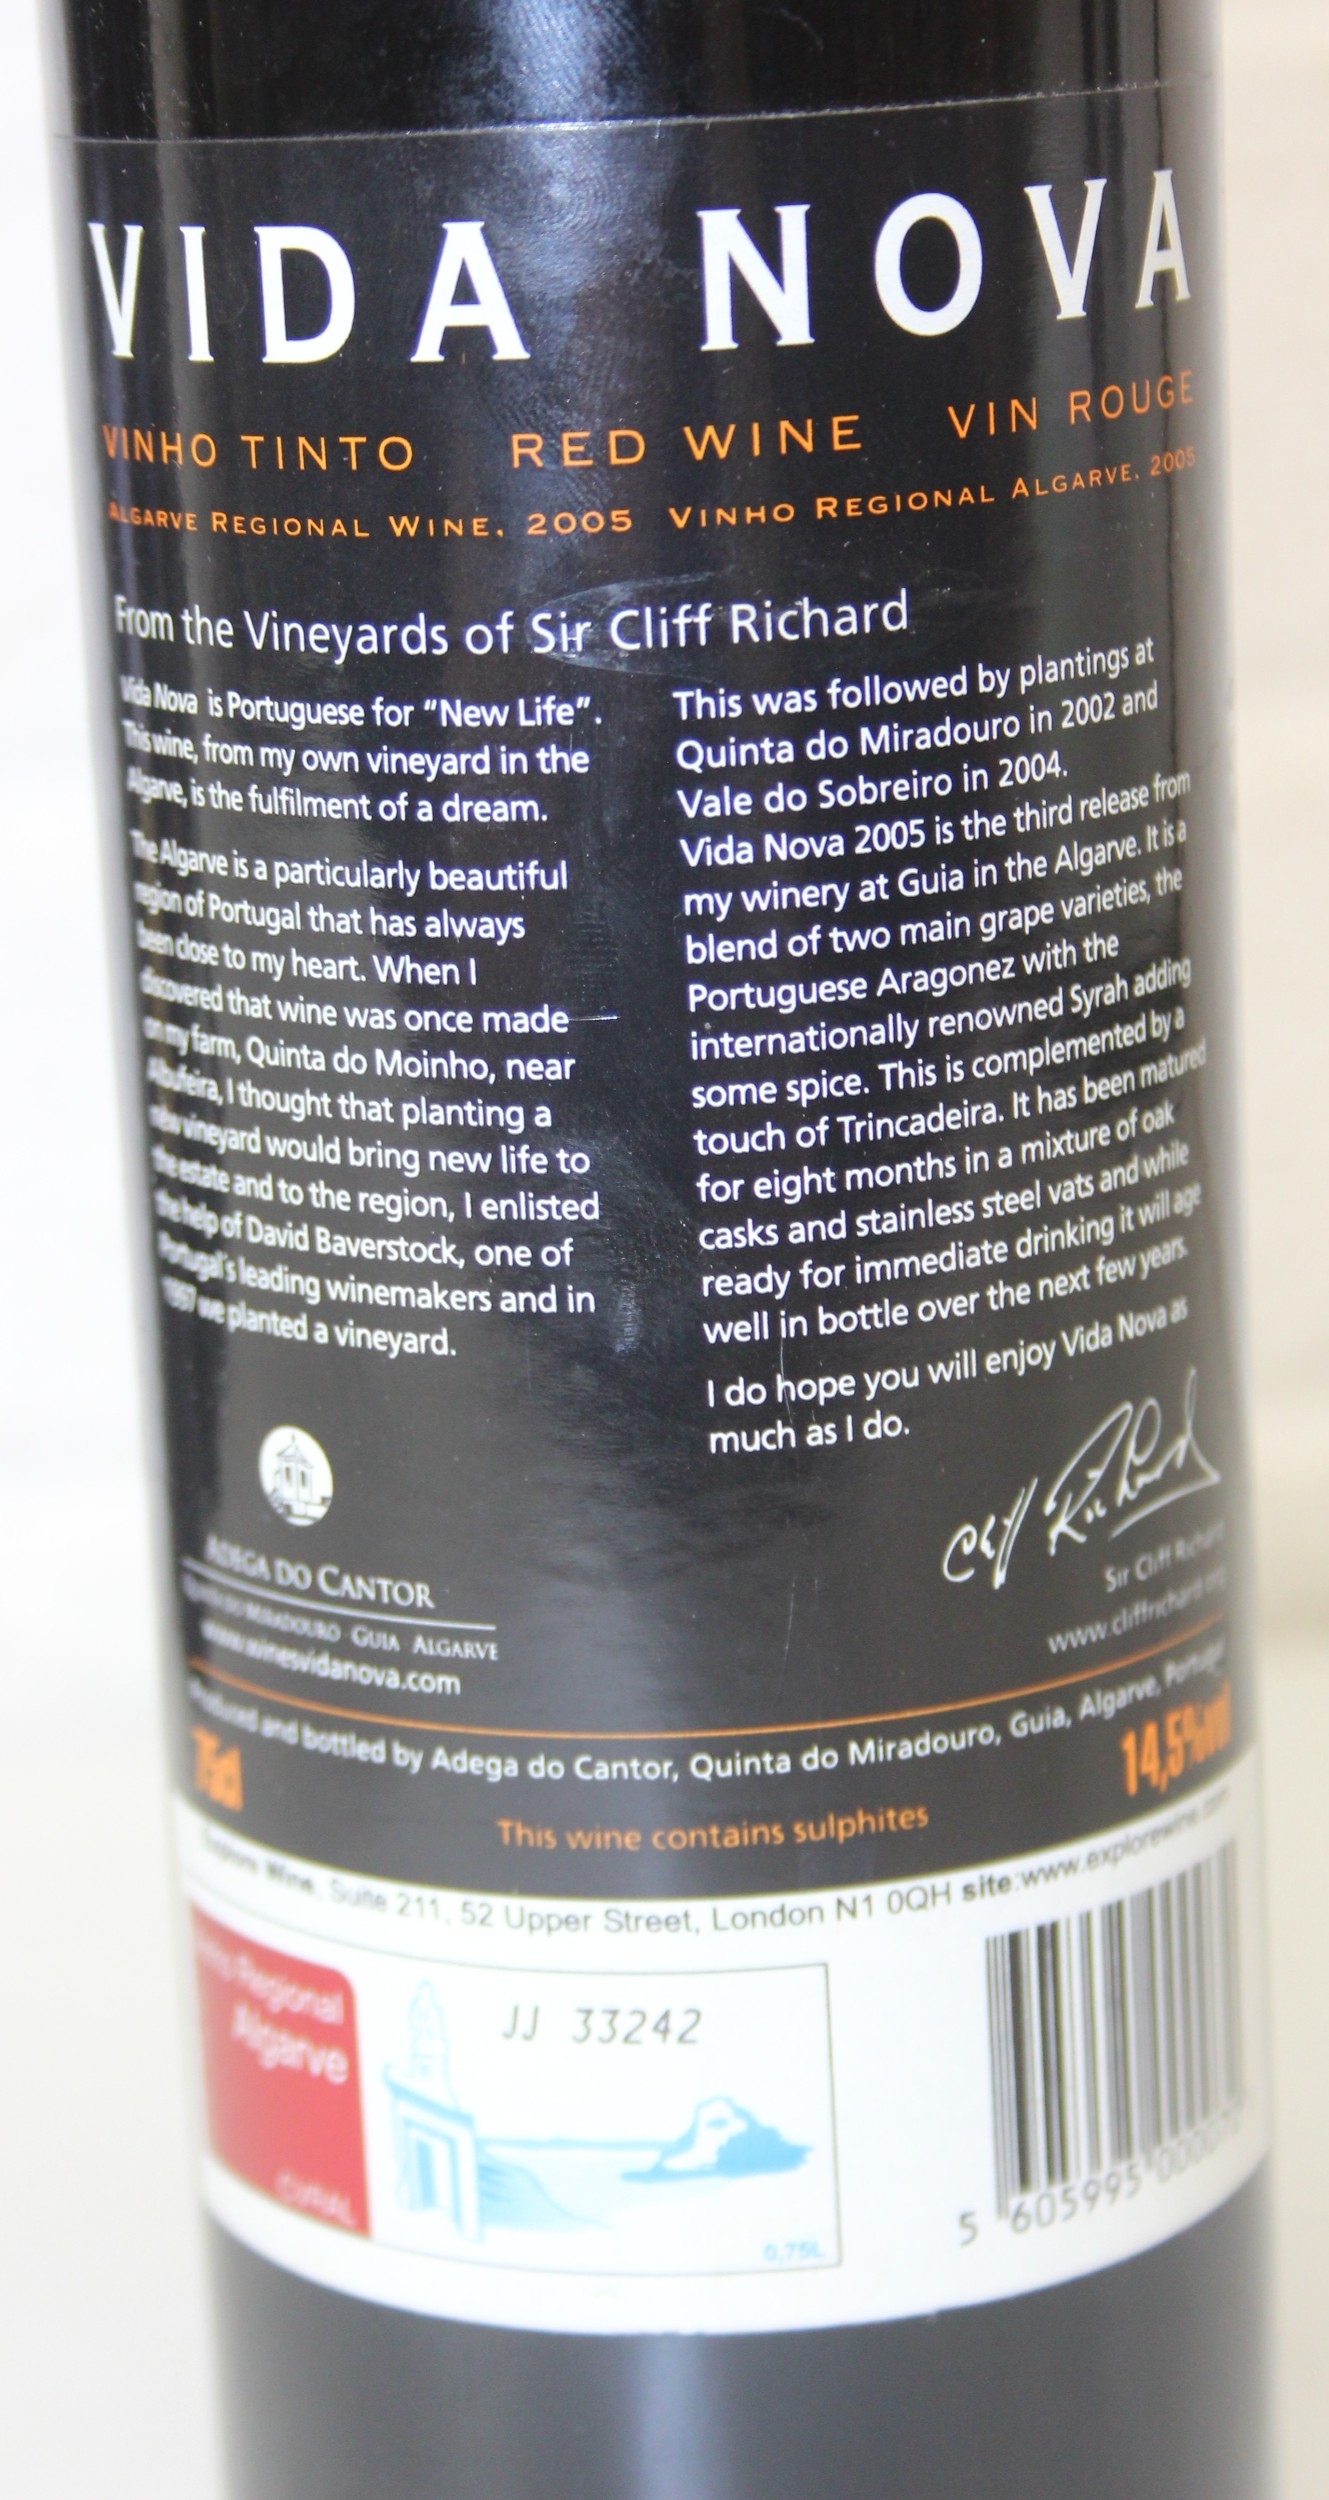 VIDA NOVA
VINHO TINTO RED WINE VIN ROUGE
ALGARVE REGIONAL WINE, 2005 VINHO REGIONAL ALGARVE, 2005
From the Vineyards of Sir Cliff Richard
Vida Nova is Portuguese for “New Life”.
This wine, from my own vineyard in the
Algarve, is the fulfilment of a dream.
The Algarve is a particularly beautiful
region of Portugal that has always
been close to my heart. When I
discovered that wine was once made
on my farm, Quinta do Moinho, near
Albufeira, I thought that planting a
new vineyard would bring new life to
the estate and to the region, I enlisted
the help of David Baverstock, one of
Portugal's leading winemakers and in
1997 we planted a vineyard.
This was followed by plantings at
Quinta do Miradouro in 2002 and
Vale do Sobreiro in 2004.
Vida Nova 2005 is the third release from
my winery at Guia in the Algarve. It is a
blend of two main grape varieties, the
Portuguese Aragonez with the
internationally renowned Syrah adding
some spice. This is complemented by a
touch of Trincadeira. It has been matured
for eight months in a mixture of oak
casks and stainless steel vats and while
ready for immediate drinking it will age
well in bottle over the next few years.
I do hope you will enjoy Vida Nova as
much as I do.
Cliff Richard
Sir Cliff Richard
www.cliffrichard.org
ADEGA DO CANTOR
QUINTA DO MIRADOURO GUIA ALGARVE
www.winesvidanova.com
Produced and bottled by Adega do Cantor, Quinta do Miradouro, Guia, Algarve, Portugal
75cl
14,5%vol
This wine contains sulphites
Wine. Suite 211, 52 Upper Street, London N1 0QH site:www.explorewine.com
Vinho Regional
Algarve
CVRAL
JJ 33242
0,75L
5 605995